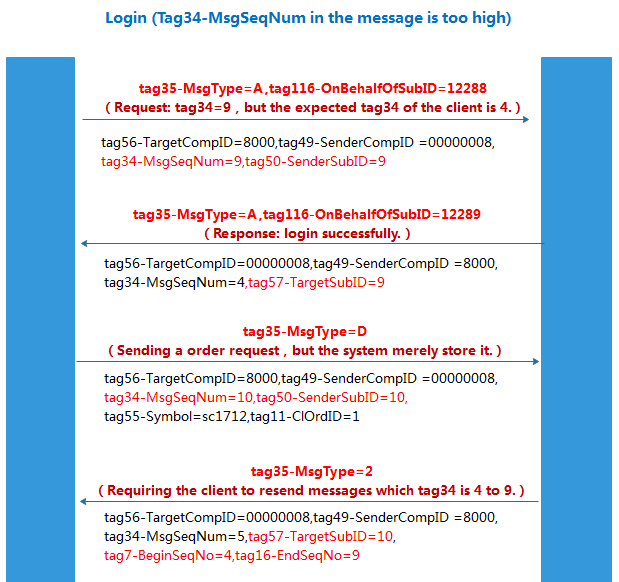 Login (Tag34-MsgSeqNum in the message is too high)
tag35-MsgType=A,tag116-OnBehalfOfSubID=12288
( Request: tag34=9 , but the expected tag34 of the client is 4. )
tag56-TargetCompID=8000,tag49-SenderCompID =00000008,
tag34-MsgSeqNum=9,tag50-SenderSubID=9
tag35-MsgType=A,tag116-OnBehalfOfSubID=12289
( Response: login successfully. )
tag56-TargetCompID=00000008,tag49-SenderCompID =8000,
tag34-MsgSeqNum=4,tag57-TargetSubID=9
tag35-MsgType=D
( Sending a order request , but the system merely store it. )
tag56-TargetCompID=8000,tag49-SenderCompID =00000008,
tag34-MsgSeqNum=10,tag50-SenderSubID=10,
tag55-Symbol=sc1712,tag11-ClOrdID=1
tag35-MsgType=2
( Requiring the client to resend messages which tag34 is 4 to 9. )
tag56-TargetCompID=00000008,tag49-SenderCompID =8000,
tag34-MsgSeqNum=5,tag57-TargetSubID=10,
tag7-BeginSeqNo=4,tag16-EndSeqNo=9